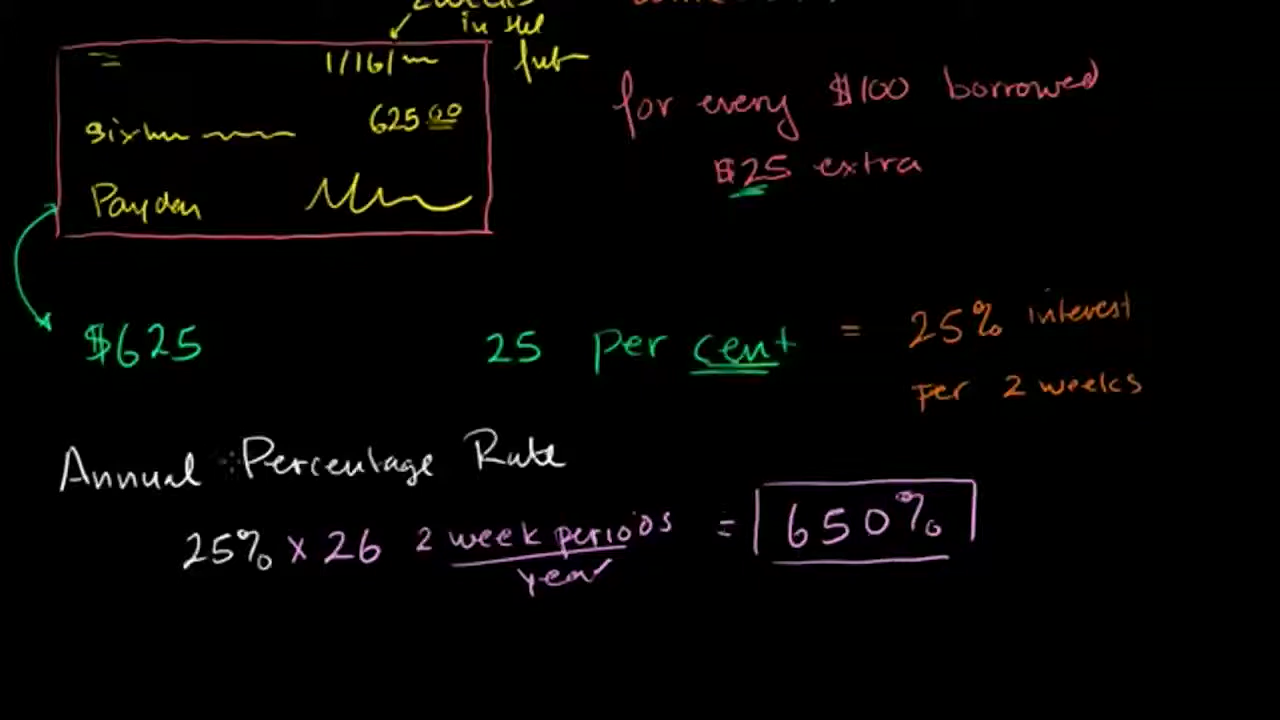 in the
1/16/
625.00
Payday
for every $100 borrowed
$25 extra
$625
25 per cent = 25% interest
per 2 weeks
Annual Percentage Rate
25% x 26 2 week periods = 650%
year